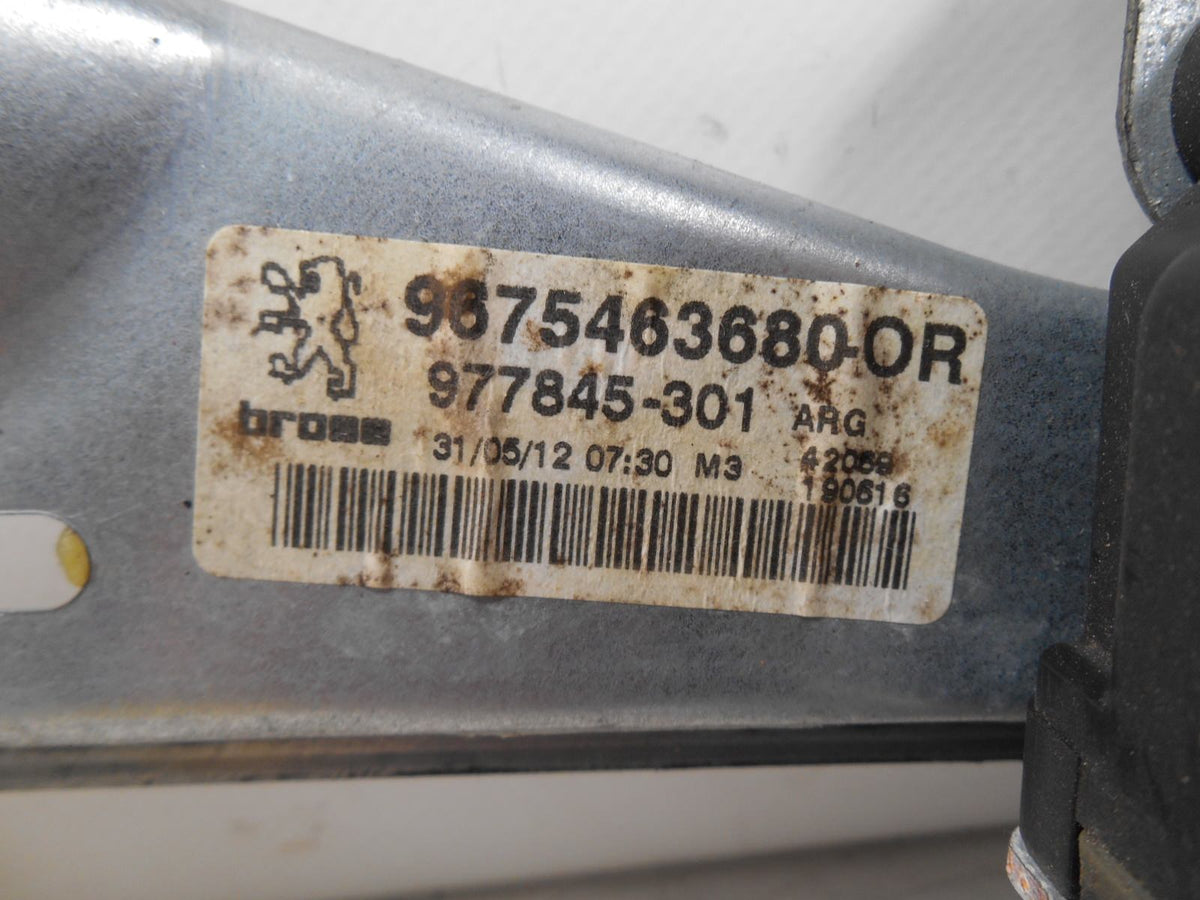 9675463680-OR
977845-301 ARG
brose
31/05/12 07:30 M3 42069
190616